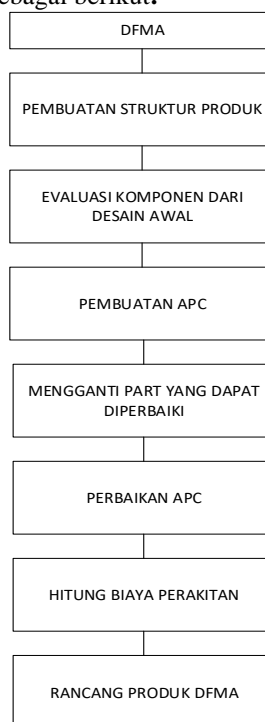 sebagai berikut.
DFMA
PEMBUATAN STRUKTUR PRODUK
EVALUASI KOMPONEN DARI
DESAIN AWAL
PEMBUATAN APC
MENGGANTI PART YANG DAPAT
DIPERBAIKI
PERBAIKAN APC
HITUNG BIAYA PERAKITAN
RANCANG PRODUK DFMA